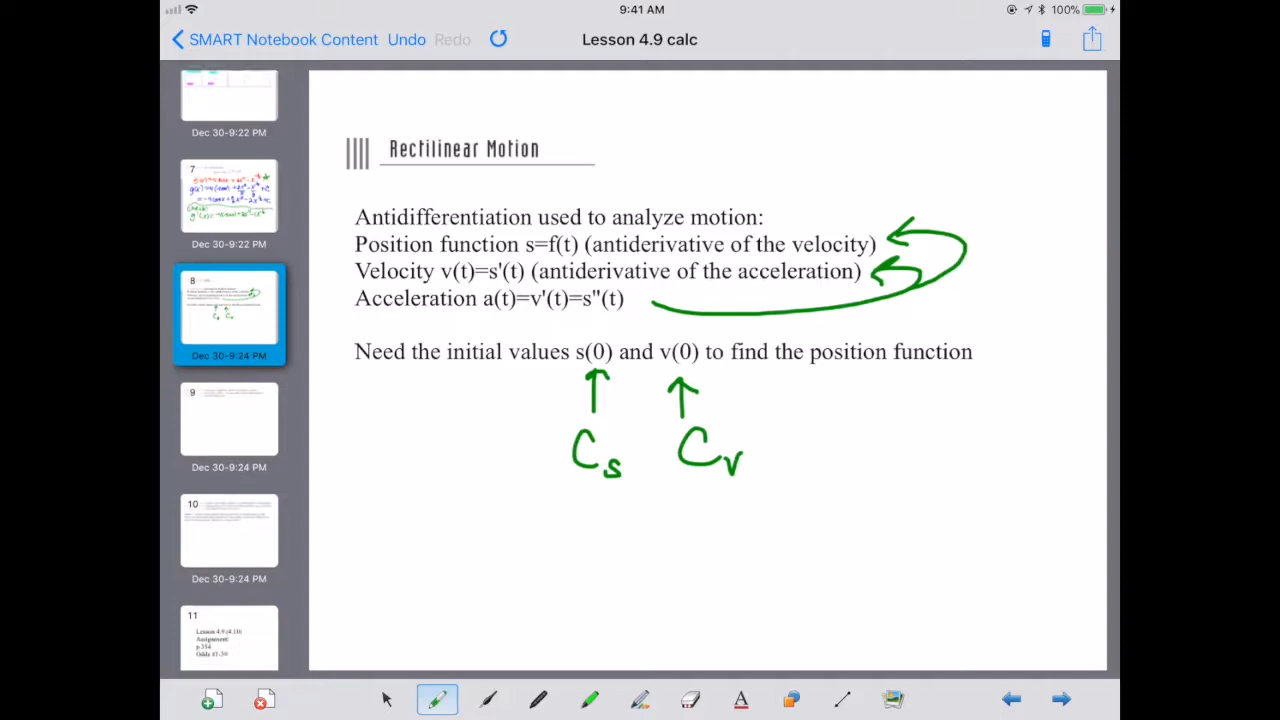 9:41 AM
100%
SMART Notebook Content Undo Redo
Lesson 4.9 calc
Dec 30-9:22 PM
7
Dec 30-9:22 PM
8
Dec 30-9:24 PM
9
Dec 30-9:24 PM
10
Dec 30-9:24 PM
11
Lesson 4.9 (4.10)
Assignment:
p.354
Rectilinear Motion
Antidifferentiation used to analyze motion:
Position function s=f(t) (antiderivative of the velocity)
Velocity v(t)=s'(t) (antiderivative of the acceleration)
Acceleration a(t)=v'(t)=s"(t)
Need the initial values s(0) and v(0) to find the position function
Cs Cv
A